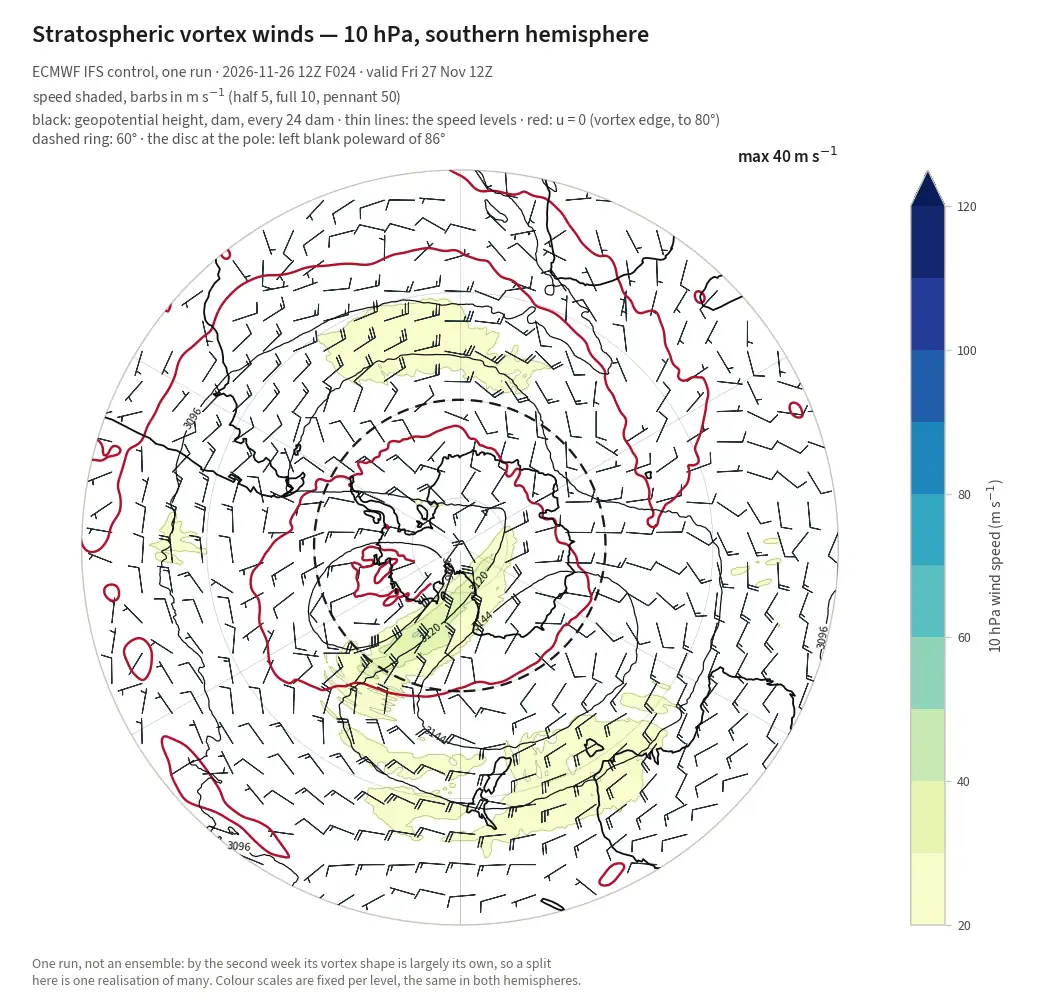 Stratospheric vortex winds — 10 hPa, southern hemisphere
ECMWF IFS control, one run · 2026-11-26 12Z F024 · valid Fri 27 Nov 12Z
speed shaded, barbs in m s⁻¹ (half 5, full 10, pennant 50)
black: geopotential height, dam, every 24 dam · thin lines: the speed levels · red: u = 0 (vortex edge, to 80°)
dashed ring: 60° · the disc at the pole: left blank poleward of 86°
max 40 m s⁻¹
120
100
80
60
40
20
10 hPa wind speed (m s⁻¹)
3096
3120
3120
3144
3096
3144
3096
One run, not an ensemble: by the second week its vortex shape is largely its own, so a split
here is one realisation of many. Colour scales are fixed per level, the same in both hemispheres.